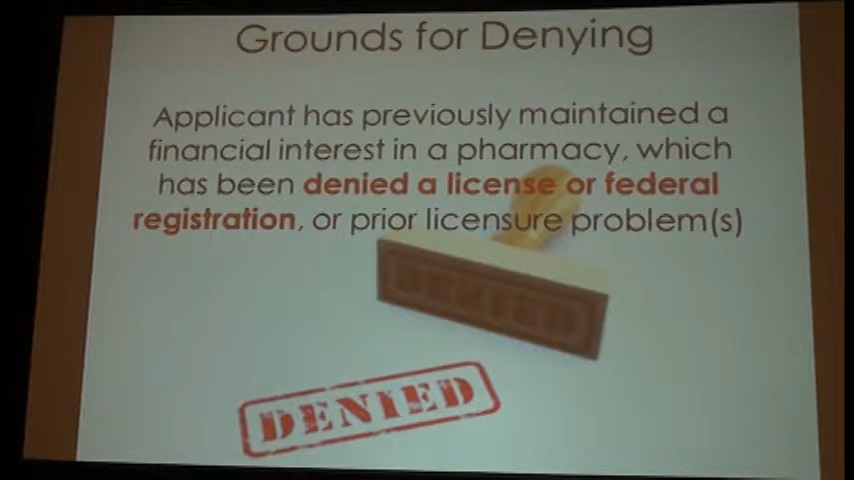 Grounds for Denying
Applicant has previously maintained a
financial interest in a pharmacy, which
has been denied a license or federal
registration, or prior licensure problem(s)
DENIED
DENIED